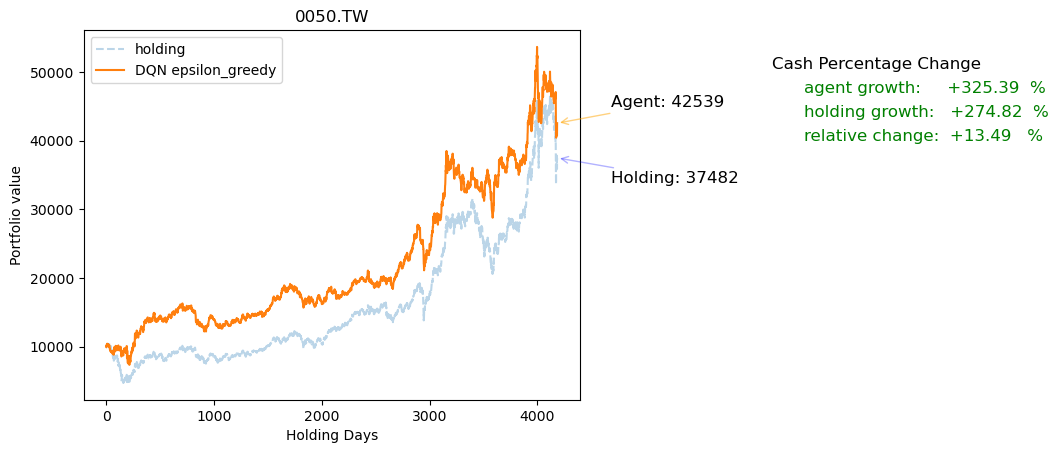 0050.TW
holding
DQN epsilon_greedy
Portfolio value
50000
40000
30000
20000
10000
0
1000
2000
3000
4000
Holding Days
Agent: 42539
Holding: 37482
Cash Percentage Change
agent growth: +325.39 %
holding growth: +274.82 %
relative change: +13.49 %